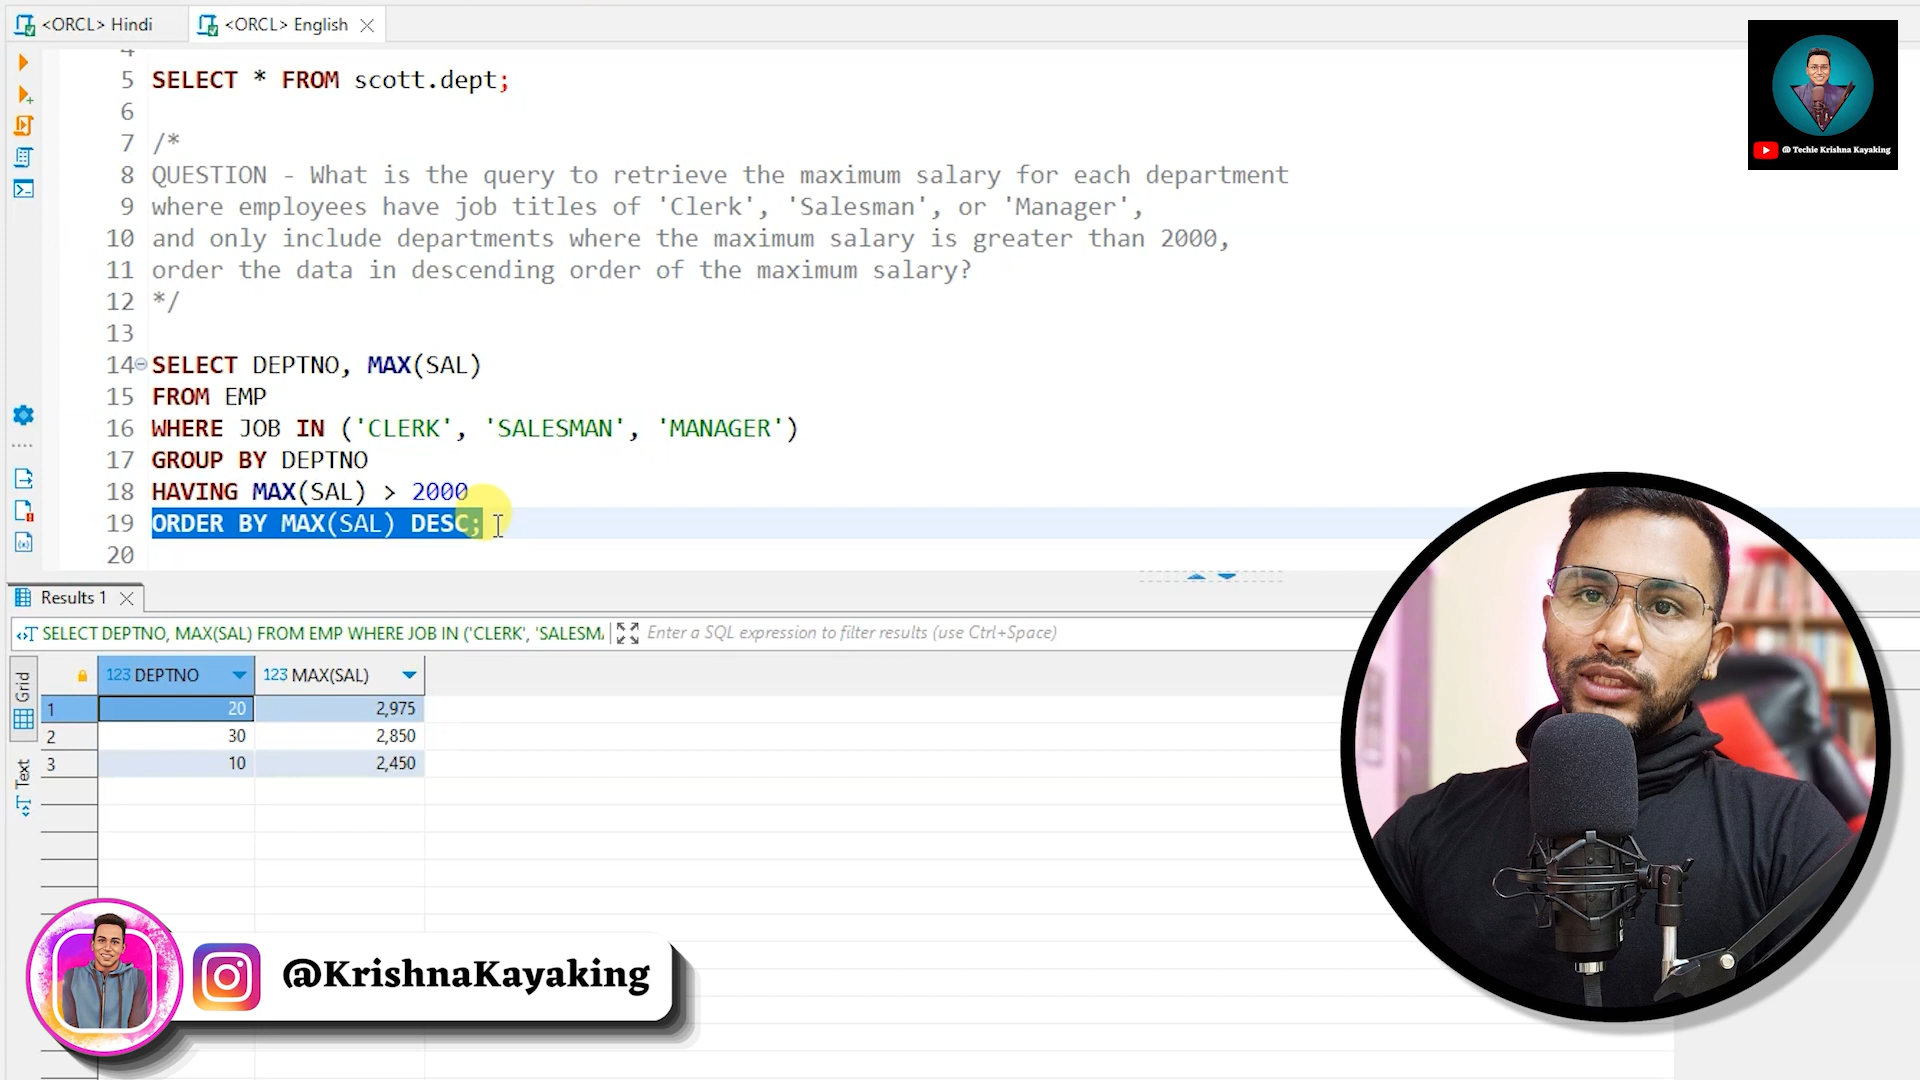 <ORCL> Hindi
<ORCL> English
@ Techie Krishna Kayaking
4
5 SELECT * FROM scott.dept;
6
7 /*
8 QUESTION - What is the query to retrieve the maximum salary for each department
9 where employees have job titles of 'Clerk', 'Salesman', or 'Manager',
10 and only include departments where the maximum salary is greater than 2000,
11 order the data in descending order of the maximum salary?
12 */
13
14 SELECT DEPTNO, MAX(SAL)
15 FROM EMP
16 WHERE JOB IN ('CLERK', 'SALESMAN', 'MANAGER')
17 GROUP BY DEPTNO
18 HAVING MAX(SAL) > 2000
19 ORDER BY MAX(SAL) DESC;
20
Results 1
SELECT DEPTNO, MAX(SAL) FROM EMP WHERE JOB IN ('CLERK', 'SALESM
Enter a SQL expression to filter results (use Ctrl+Space)
Grid
Text
123 DEPTNO 123 MAX(SAL)
1 20 2,975
2 30 2,850
3 10 2,450
@KrishnaKayaking